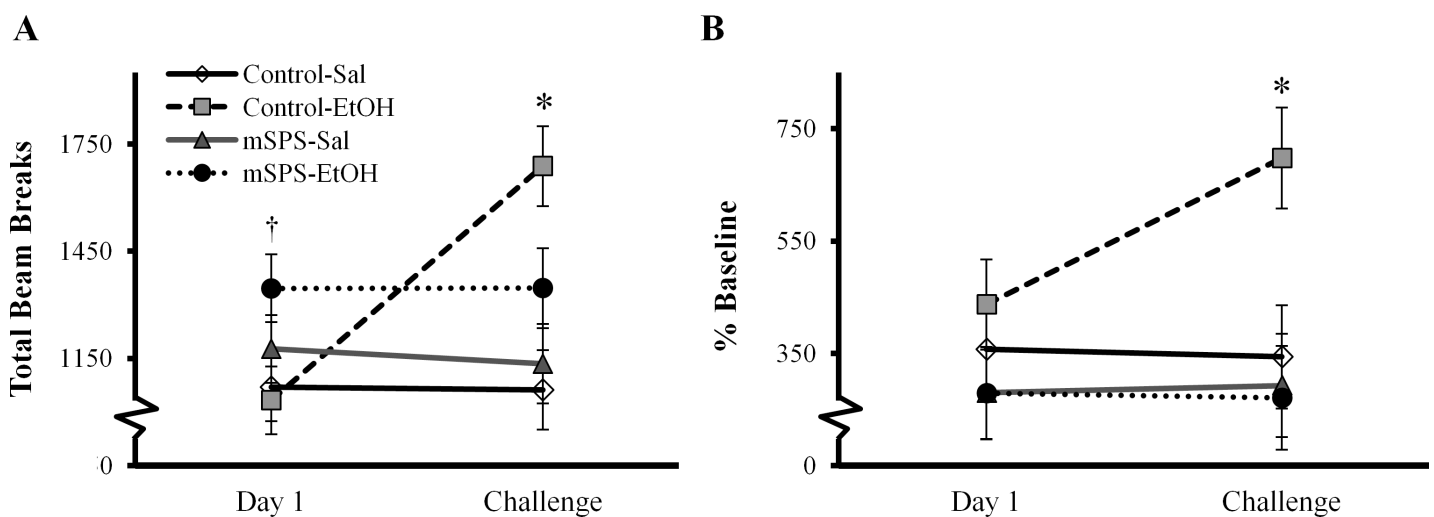 A
Total Beam Breaks
1750
1450
1150
0
Control-Sal
Control-EtOH
mSPS-Sal
mSPS-EtOH
†
*
Day 1 Challenge
B
% Baseline
750
550
350
0
*
Day 1 Challenge